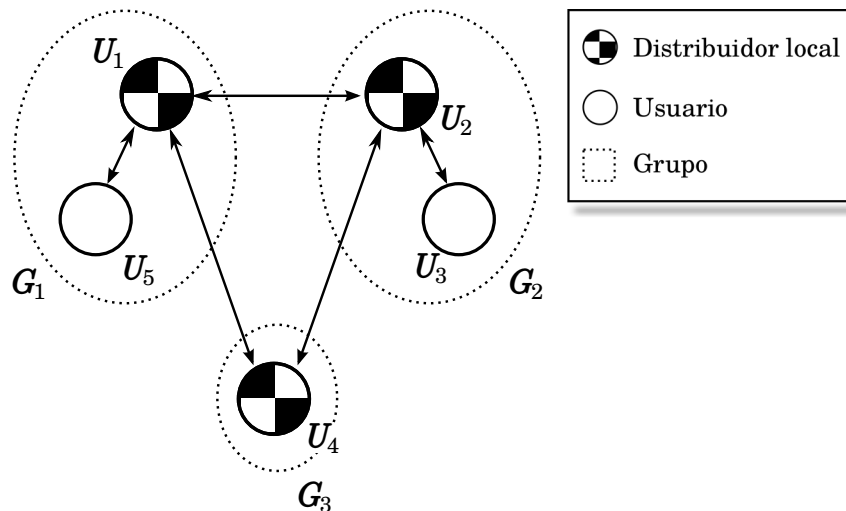 U1
U2
U5
U3
G1
G2
U4
G3
Distribuidor local
Usuario
Grupo